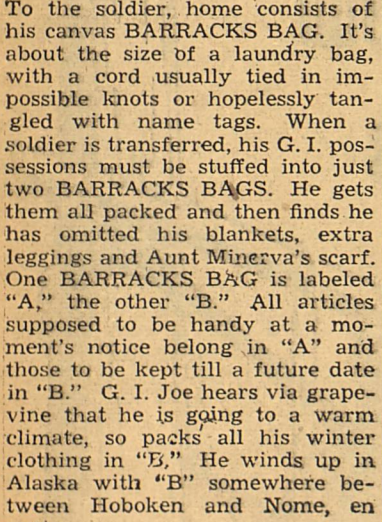 To the soldier, home consists of
his canvas BARRACKS BAG. It's
about the size of a laundry bag,
with a cord usually tied in im-
possible knots or hopelessly tan-
gled with name tags. When a
soldier is transferred, his G. I. pos-
sessions must be stuffed into just
two BARRACKS BAGS. He gets
them all packed and then finds he
has omitted his blankets, extra
leggings and Aunt Minerva's scarf.
One BARRACKS BAG is labeled
"A," the other "B." All articles
supposed to be handy at a mo-
ment's notice belong in "A" and
those to be kept till a future date
in "B." G. I. Joe hears via grape-
vine that he is going to a warm
climate, so packs all his winter
clothing in "B," He winds up in
Alaska with "B" somewhere be-
tween Hoboken and Nome, en